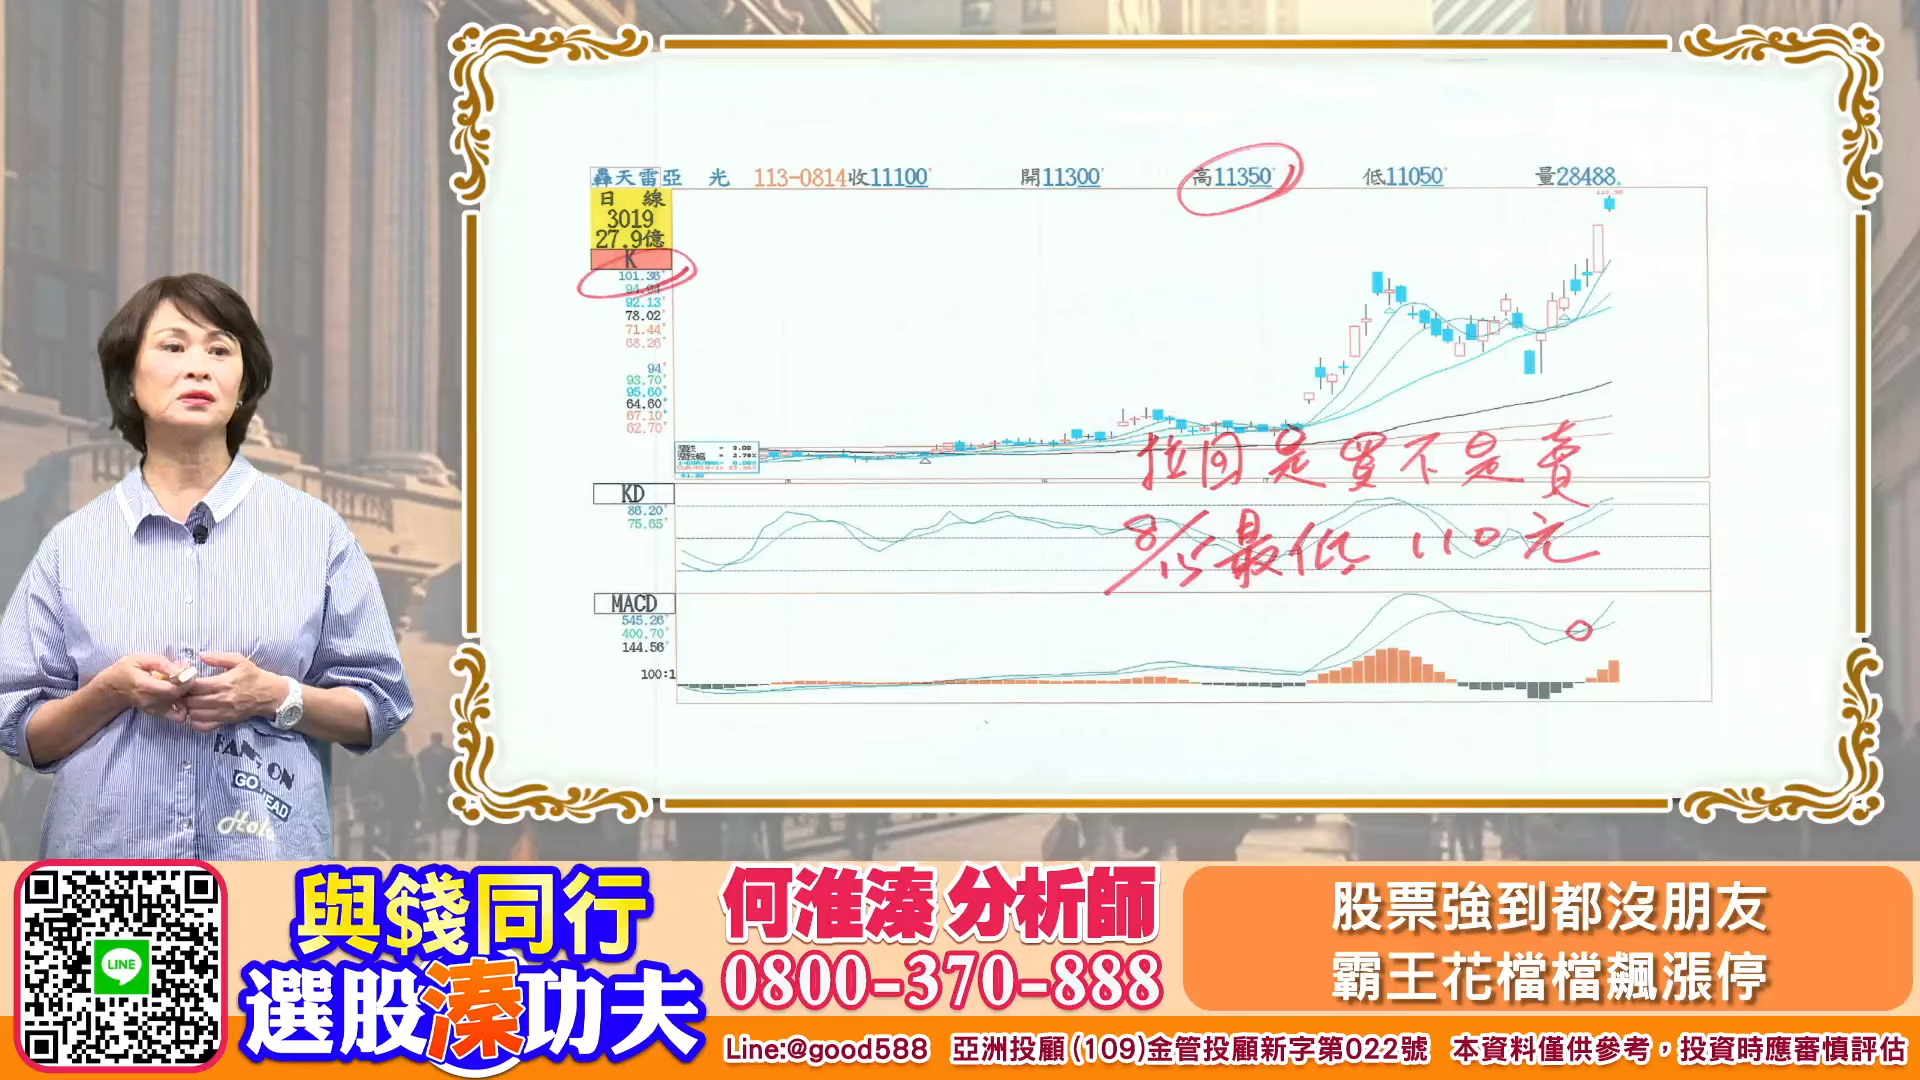 轟天雷亞 光 113-0814 收11100 開11300 高11350 低11050 量28488
日 線
3019
27.9億
K
101.36
94.94
92.13
78.02
71.44
68.26
94
93.70
95.60
64.60
67.10
62.70
拉回是買不是賣
8/15最低 110元
KD
86.20
75.65
MACD
545.26
400.70
144.56
100:1
FANG ON
GO HEAD
LINE
與錢同行
選股溱功夫
何淮溱 分析師
0800-370-888
股票強到都沒朋友
霸王花檔檔飆漲停
Line:@good588 亞洲投顧 (109)金管投顧新字第022號 本資料僅供參考，投資時應審慎評估